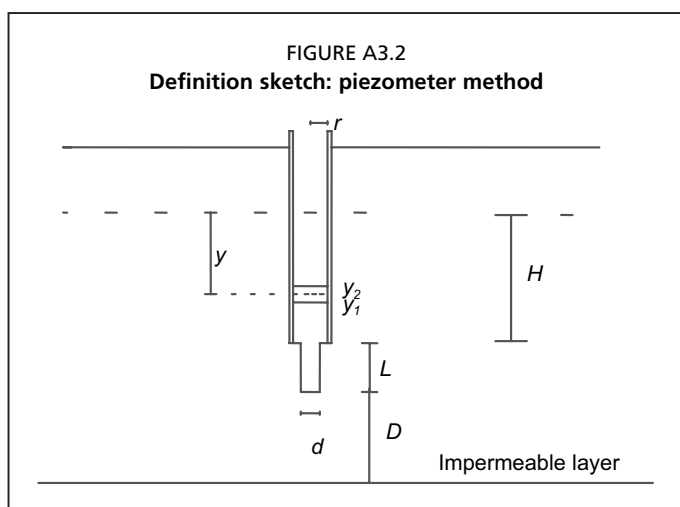 FIGURE A3.2
Definition sketch: piezometer method
r
y
y₂
y₁
H
L
D
d
Impermeable layer